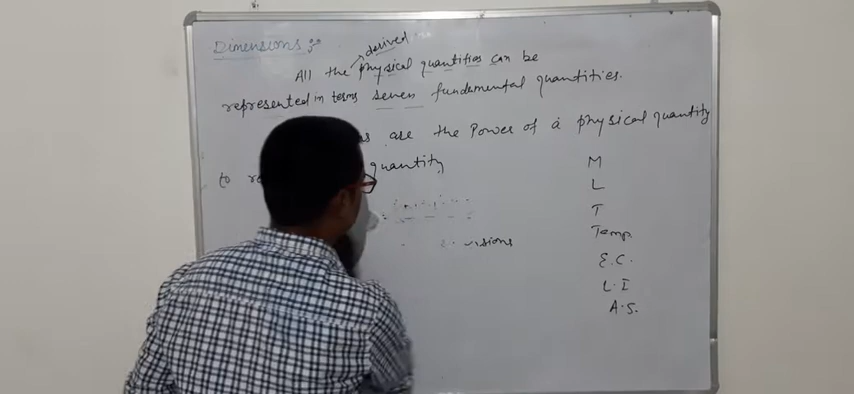 Dimensions :-
derived
All the physical quantities can be
represented in terms seven fundamental quantities.
are the Power of a physical quantity
to quantity
M
L
T
Temp.
E.C.
L.I
A.S.